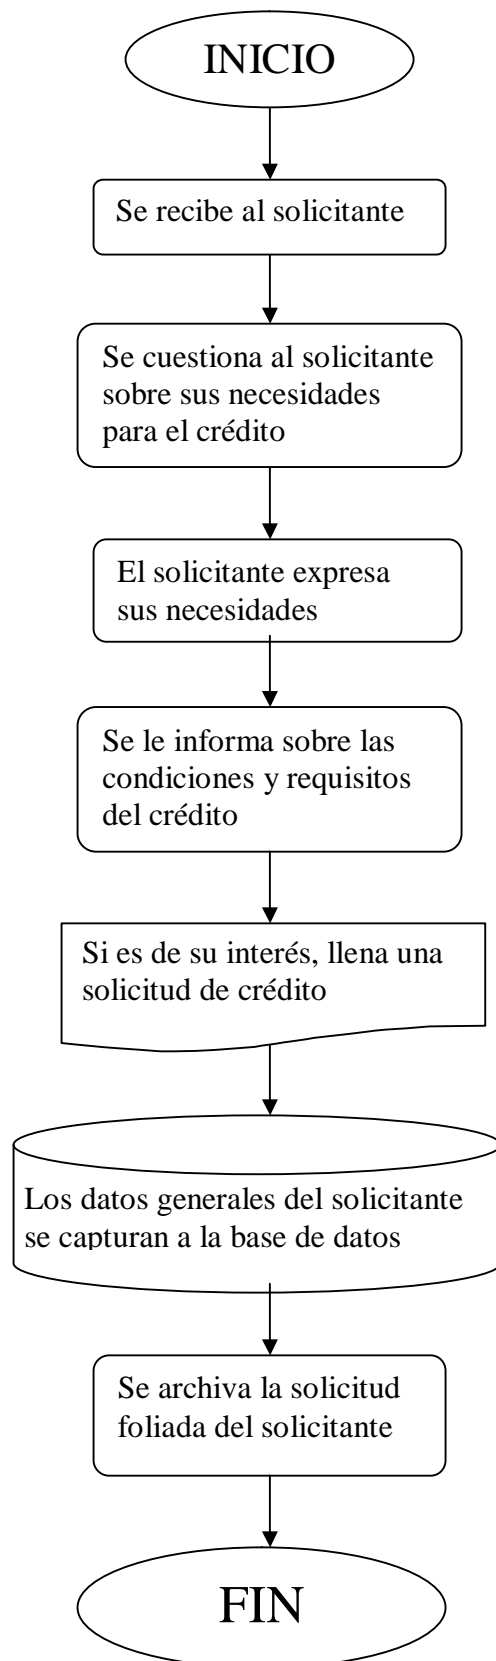 INICIO
Se recibe al solicitante
Se cuestiona al solicitante
sobre sus necesidades
para el crédito
El solicitante expresa
sus necesidades
Se le informa sobre las
condiciones y requisitos
del crédito
Si es de su interés, llena una
solicitud de crédito
Los datos generales del solicitante
se capturan a la base de datos
Se archiva la solicitud
foliada del solicitante
FIN